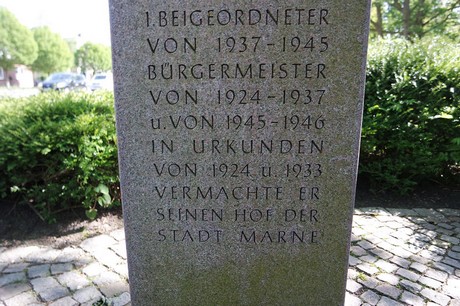 1. BEIGEORDNETER
VON 1937-1945
BÜRGERMEISTER
VON 1924-1937
u. VON 1945-1946
IN URKUNDEN
VON 1924 u. 1933
VERMACHTE ER
SEINEN HOF DER
STADT MARNE